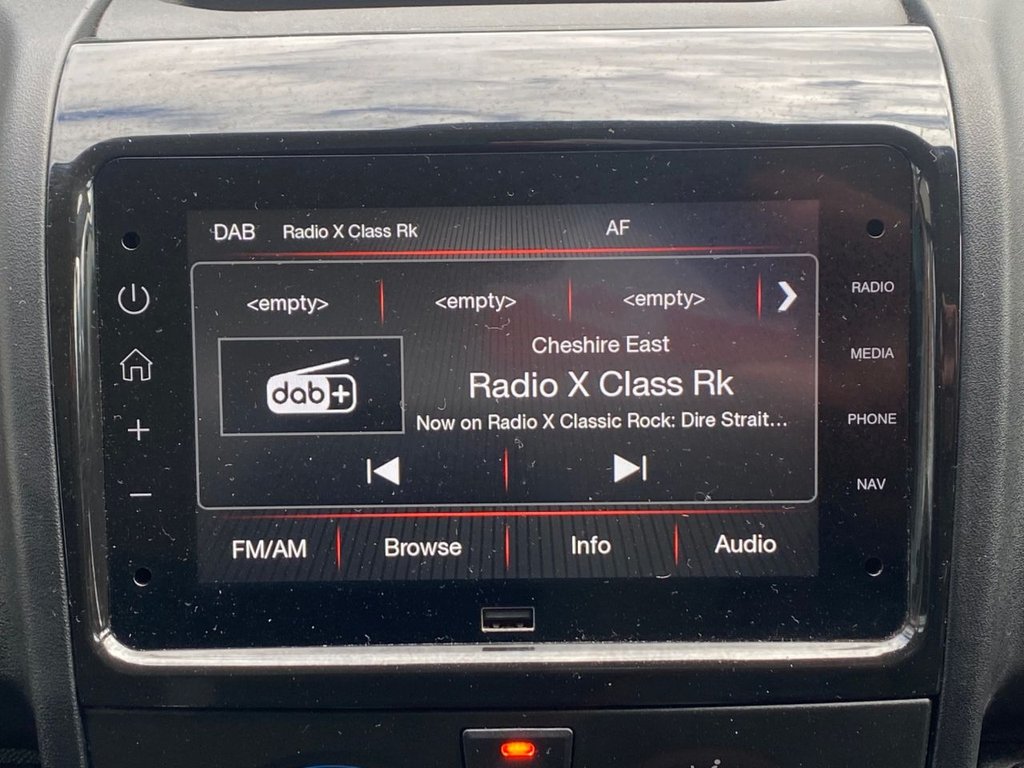 DAB Radio X Class Rk AF
<empty> <empty> <empty>
RADIO
MEDIA
PHONE
NAV
dab+
Cheshire East
Radio X Class Rk
Now on Radio X Classic Rock: Dire Strait...
FM/AM Browse Info Audio